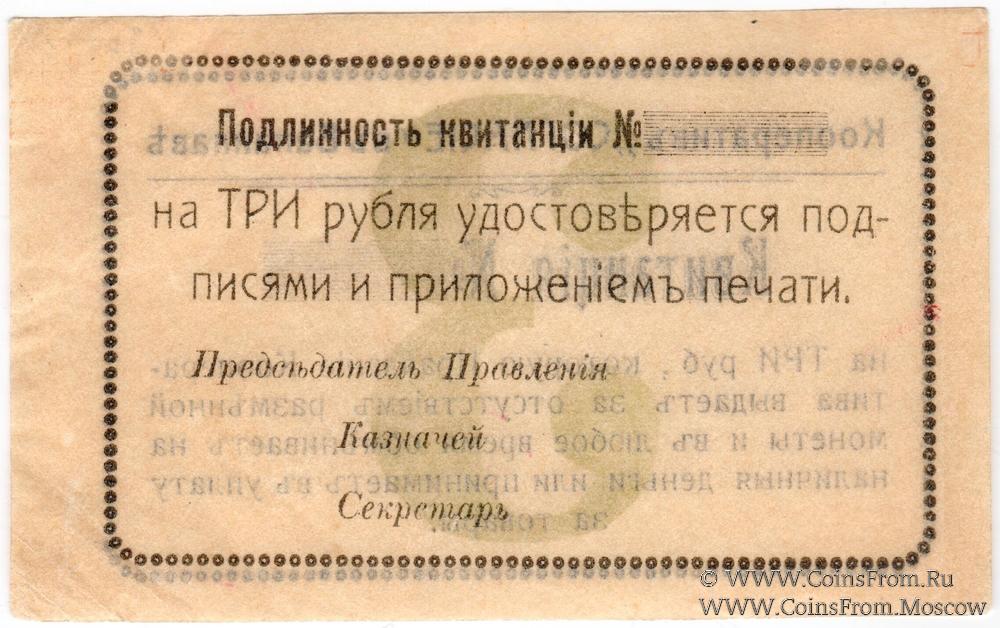 Подлинность квитанціи №
на ТРИ рубля удостовѣряется под-
писями и приложеніемъ печати.
Предсѣдатель Правленія
Казначей
Секретарь
© WWW.CoinsFrom.Ru
WWW.CoinsFrom.Moscow